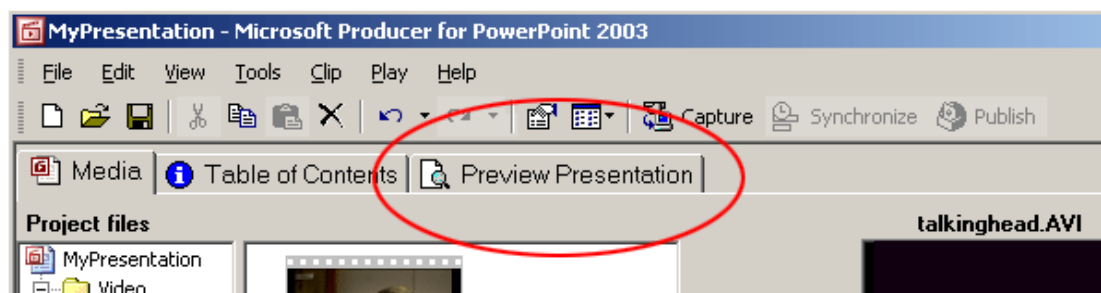 MyPresentation - Microsoft Producer for PowerPoint 2003
File Edit View Tools Clip Play Help
Capture Synchronize Publish
Media Table of Contents Preview Presentation
Project files talkinghead.AVI
MyPresentation
Video